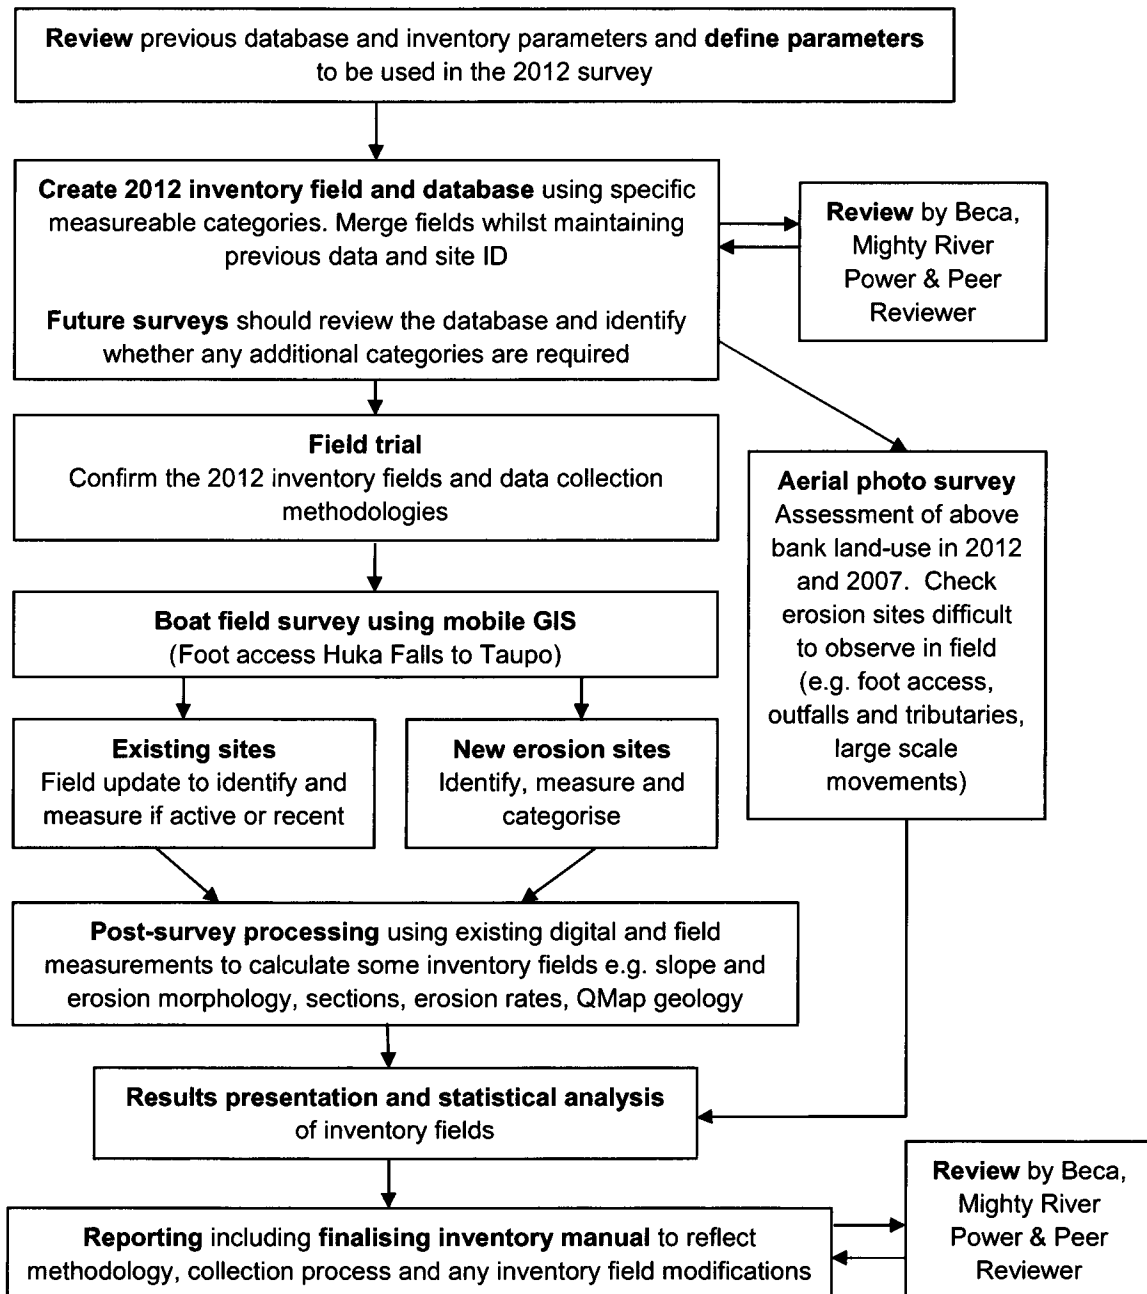 Review previous database and inventory parameters and define parameters
to be used in the 2012 survey
Create 2012 inventory field and database using specific
measureable categories. Merge fields whilst maintaining
previous data and site ID
Future surveys should review the database and identify
whether any additional categories are required
Review by Beca,
Mighty River
Power & Peer
Reviewer
Field trial
Confirm the 2012 inventory fields and data collection
methodologies
Aerial photo survey
Assessment of above
bank land-use in 2012
and 2007. Check
erosion sites difficult
to observe in field
(e.g. foot access,
outfalls and tributaries,
large scale
movements)
Boat field survey using mobile GIS
(Foot access Huka Falls to Taupo)
Existing sites
Field update to identify and
measure if active or recent
New erosion sites
Identify, measure and
categorise
Post-survey processing using existing digital and field
measurements to calculate some inventory fields e.g. slope and
erosion morphology, sections, erosion rates, QMap geology
Results presentation and statistical analysis
of inventory fields
Reporting including finalising inventory manual to reflect
methodology, collection process and any inventory field modifications
Review by Beca,
Mighty River
Power & Peer
Reviewer